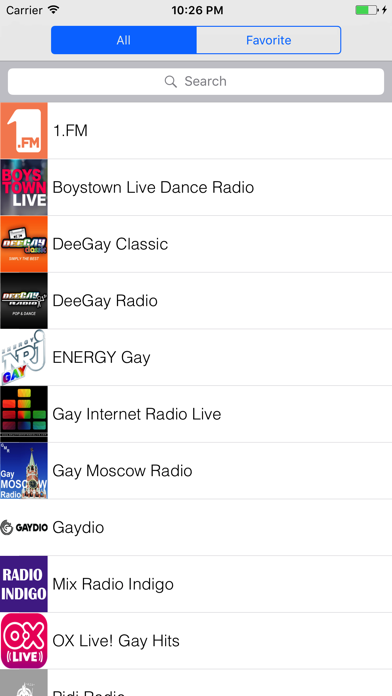 Carrier 10:26 PM
All Favorite
Search
1.FM
1.FM
BOYS TOWN LIVE
Boystown Live Dance Radio
DEEGAY classic
SIMPLY THE BEST
DeeGay Classic
DEEGAY RADIO
POP & DANCE
DeeGay Radio
ENERGY
NRJ
GAY
ENERGY Gay
Gay Internet Radio Live
Gay
MOSCOW
Radio
Gay Moscow Radio
GAYDIO
Gaydio
RADIO
INDIGO
Mix Radio Indigo
OX
LIVE
OX Live! Gay Hits
Pidi Radio